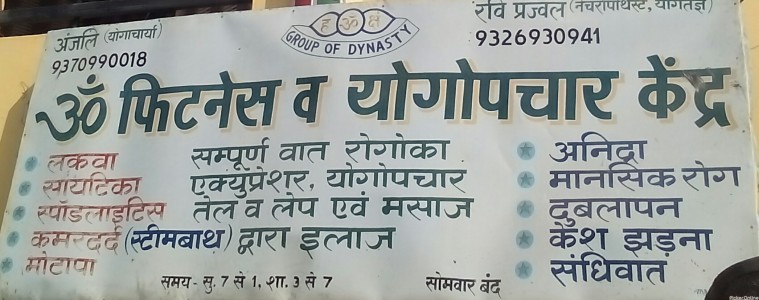 अंजलि (योगाचार्या)
9370990018
ह ॐ क्ष
GROUP OF DYNASTY
रवि प्रज्वल (नॅचरोपॅथिस्ट, योगतज्ञ)
9326930941
ॐ फिटनेस व योगोपचार केंद्र
लकवा
सायटिका
स्पॉडलाइटिस
कमरदर्द (स्टीमबाथ) द्वारा इलाज
मोटापा
सम्पूर्ण वात रोगोका
एक्युप्रेशर, योगोपचार
तेल व लेप एवं मसाज
अनिद्रा
मानसिक रोग
दुबलापन
केश झड़ना
संधिवात
समय - सु. 7 से 1, शा. 3 से 7
सोमवार बंद